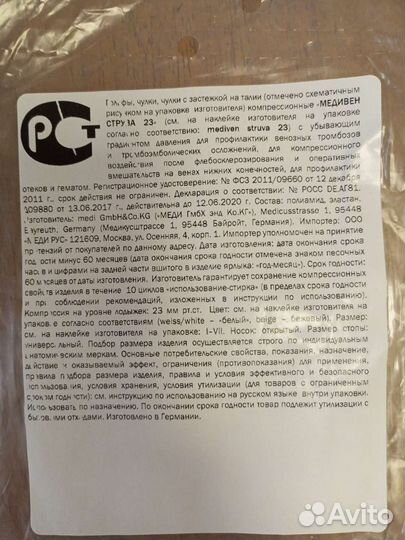 РСТ
фы, чулки, чулки с застежкой на талии (отмечено схематичным
рисунком на упаковке изготовителя) компрессионные «МЕДИВЕН
СТРУВА 23» (см. на наклейке изготовителя на упаковке
согласно соответствию: mediven struva 23) с убывающим
градиентом давления для профилактики венозных тромбозов
и тромбоэмболических осложнений, для компрессионного
воздействия после флебосклерозирования и оперативных
вмешательств на венах нижних конечностей, для профилактики
отеков и гематом. Регистрационное удостоверение: № ФСЗ 2011/09660 от 12 декабря
2011 г., срок действия не ограничен. Декларация о соответствии: № РОСС DE.АГ81.
Д09880 от 13.06.2017 г., действительна до 12.06.2020 г. Состав: полиамид, эластан.
Изготовитель: medi GmbH&Co.KG («МЕДИ ГмбХ энд Ко.КГ»), Medicusstrasse 1, 95448
Bayreuth, Germany (Медикусштрассе 1, 95448 Байройт, Германия). Импортер: ООО
«МЕДИ РУС» 121609, Москва, ул. Осенняя, 4, корп. 1. Импортер уполномочен на принятие
претензий от покупателей по данному адресу. Дата изготовления: дата окончания срока
годности минус 60 месяцев (дата окончания срока годности отмечена знаком песочных
часов и цифрами на задней части вшитого в изделие ярлыка: «год-месяц»). Срок годности:
60 месяцев от даты изготовления. Изготовитель гарантирует сохранение компрессионных
свойств изделия в течение 10 циклов «использование-стирка» (в пределах срока годности
и при соблюдении рекомендаций, изложенных в инструкции по использованию).
Компрессия на уровне лодыжек: 23 мм рт.ст. Цвет: см. на наклейке изготовителя на
упаковке согласно соответствиям (weiss/white – «белый», beige – бежевый). Размер:
см. на наклейке изготовителя на упаковке: I-VII. Носок: открытый. Размер стопы:
универсальный. Подбор размера изделия осуществляется строго по индивидуальным
анатомическим меркам. Основные потребительские свойства, показания, назначение,
действие и оказываемый эффект, ограничения (противопоказания) для применения,
правила подбора размера изделия, правила и условия эффективного и безопасного
использования, условия хранения, условия утилизации (для товаров с ограниченным
сроком годности): см. инструкцию по использованию на русском языке внутри упаковки.
Использовать по назначению. По окончании срока годности товар подлежит утилизации с
бытовыми отходами. Изготовлено в Германии.
Avito